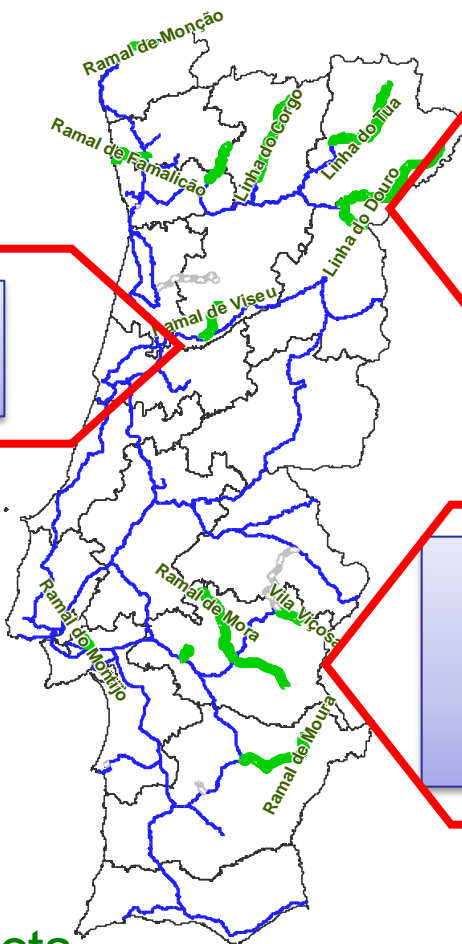 Ramal de Monção
Ramal de Famalicão
Linha do Corgo
Linha do Tua
Linha do Douro
Ramal de Viseu
Ramal de Mora
Vila Viçosa
Ramal do Montijo
Ramal de Moura